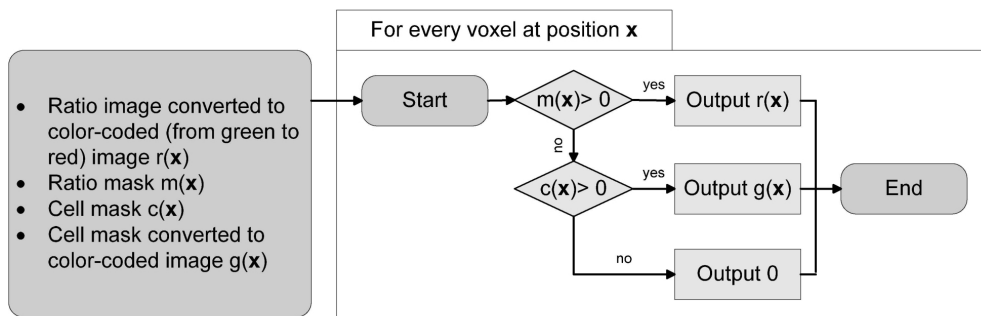 For every voxel at position x
• Ratio image converted to
color-coded (from green to
red) image r(x)
• Ratio mask m(x)
• Cell mask c(x)
• Cell mask converted to
color-coded image g(x)
Start
m(x)> 0
yes
Output r(x)
no
c(x)> 0
yes
Output g(x)
End
no
Output 0